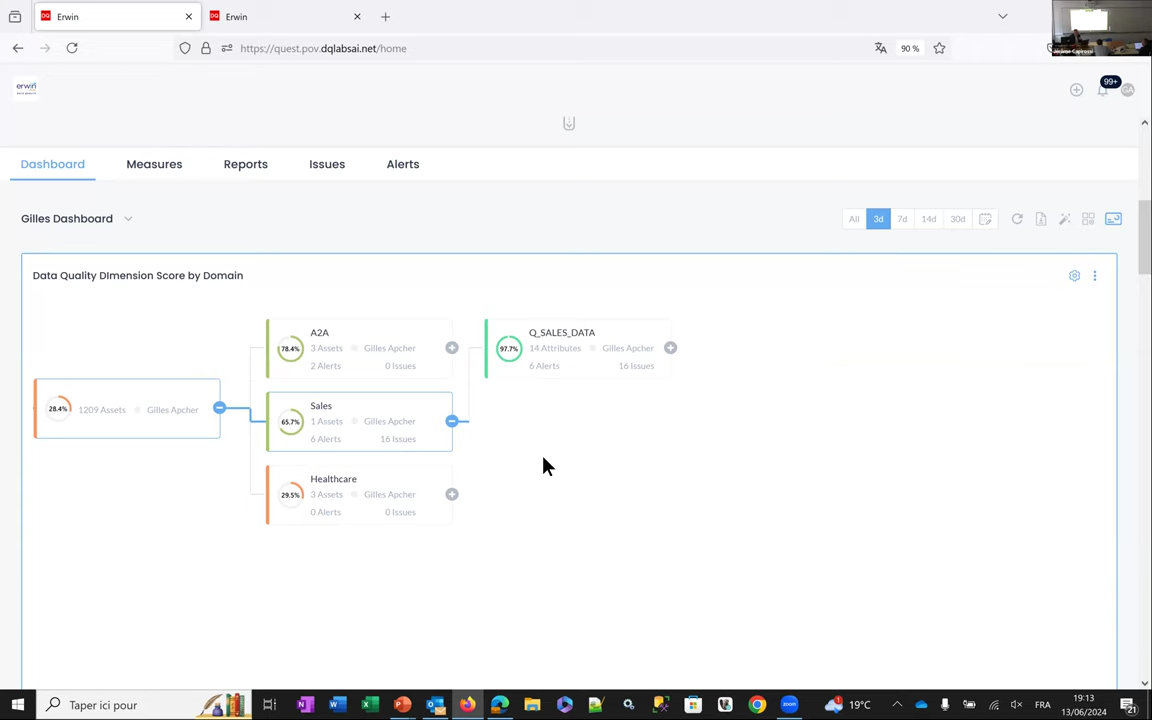 Erwin
Erwin
https://quest.pov.dqlabsai.net/home
90 %
erwin
99+
GA
Dashboard
Measures
Reports
Issues
Alerts
Gilles Dashboard
All
3d
7d
14d
30d
Data Quality DImension Score by Domain
28.4%
1209 Assets
Gilles Apcher
A2A
78.4%
3 Assets
Gilles Apcher
2 Alerts
0 Issues
Sales
65.7%
1 Assets
Gilles Apcher
6 Alerts
16 Issues
Healthcare
29.5%
3 Assets
Gilles Apcher
0 Alerts
0 Issues
Q_SALES_DATA
97.7%
14 Attributes
Gilles Apcher
6 Alerts
16 Issues
Taper ici pour
zoom
19°C
FRA
19:13
13/06/2024
21